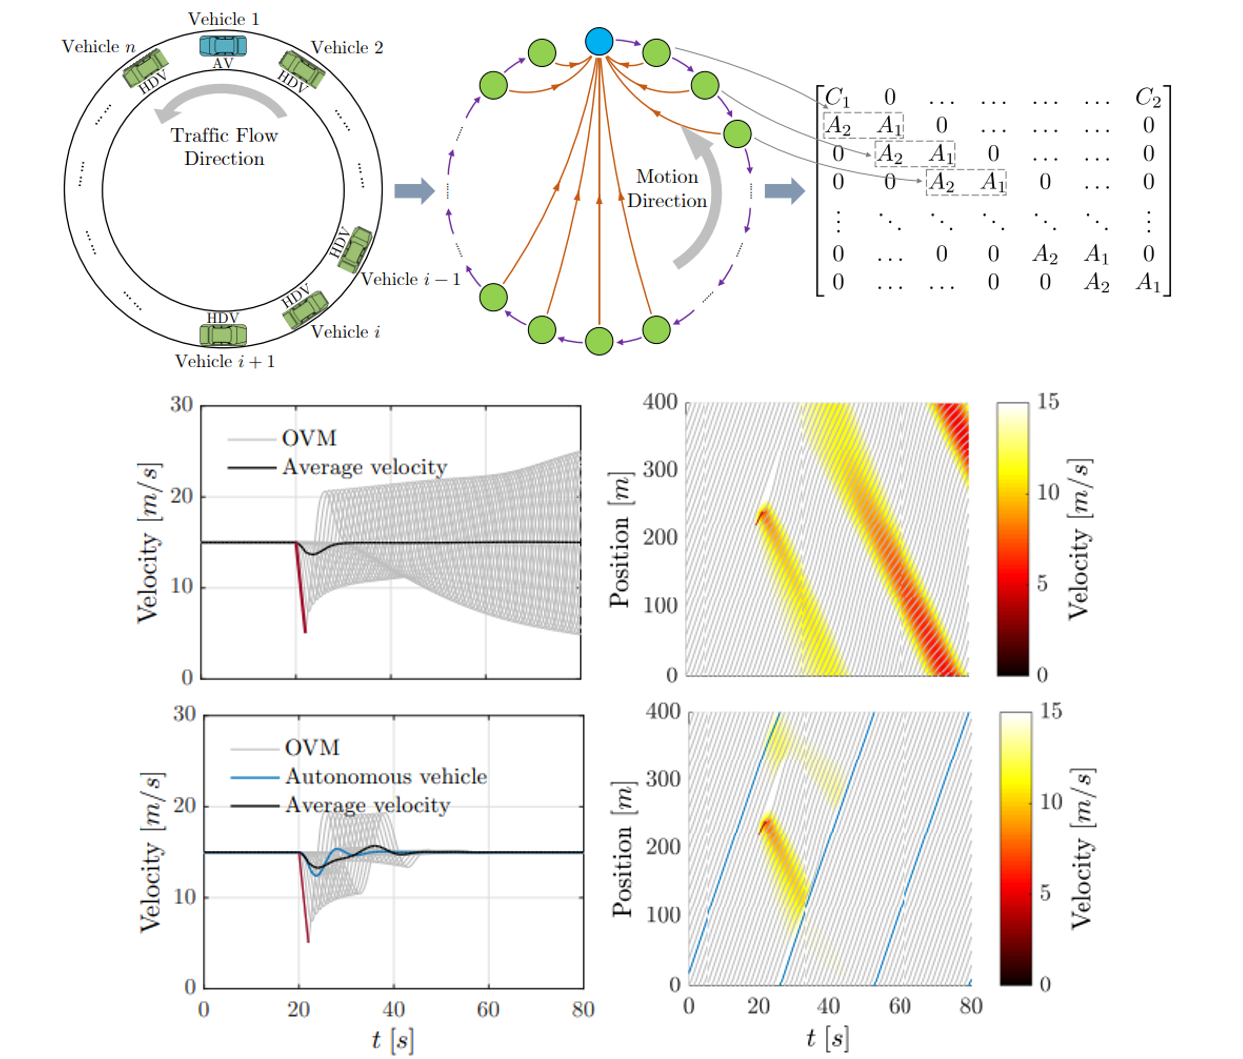 Vehicle 1
Vehicle n
Vehicle 2
AV
HDV
HDV
Traffic Flow
Direction
HDV
Vehicle i − 1
HDV
Vehicle i
HDV
Vehicle i + 1
Motion
Direction
C₁ 0 … … … … C₂
A₂ A₁ 0 … … … 0
0 A₂ A₁ 0 … … 0
0 0 A₂ A₁ 0 … 0
⋮ ⋱ ⋱ ⋱ ⋱ ⋱ ⋮
0 … 0 0 A₂ A₁ 0
0 … … 0 0 A₂ A₁
30
20
10
0
Velocity [m/s]
OVM
Average velocity
400
300
200
100
0
Position [m]
15
10
5
0
Velocity [m/s]
30
20
10
0
Velocity [m/s]
OVM
Autonomous vehicle
Average velocity
0 20 40 60 80
t [s]
400
300
200
100
0
Position [m]
0 20 40 60 80
t [s]
15
10
5
0
Velocity [m/s]